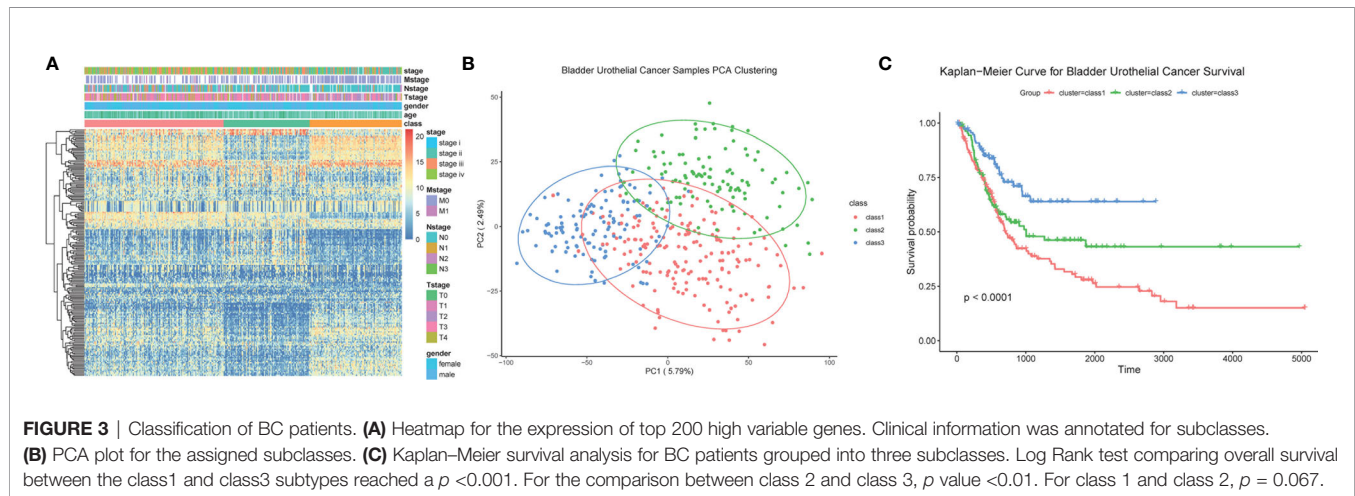 A
stage
Mstage
Nstage
Tstage
gender
age
class
20
15
10
5
0
stage
stage i
stage ii
stage iii
stage iv
Mstage
M0
M1
Nstage
N0
N1
N2
N3
Tstage
T0
T1
T2
T3
T4
gender
female
male
B
Bladder Urothelial Cancer Samples PCA Clustering
PC2 ( 2.49%)
50
25
0
−25
−50
−100
−50
0
50
100
PC1 ( 5.79%)
class
class1
class2
class3
C
Kaplan−Meier Curve for Bladder Urothelial Cancer Survival
Group cluster=class1 cluster=class2 cluster=class3
Survival probability
1.00
0.75
0.50
0.25
0.00
p < 0.0001
0 1000 2000 3000 4000 5000
Time
FIGURE 3 | Classification of BC patients. (A) Heatmap for the expression of top 200 high variable genes. Clinical information was annotated for subclasses.
(B) PCA plot for the assigned subclasses. (C) Kaplan–Meier survival analysis for BC patients grouped into three subclasses. Log Rank test comparing overall survival
between the class1 and class3 subtypes reached a p <0.001. For the comparison between class 2 and class 3, p value <0.01. For class 1 and class 2, p = 0.067.